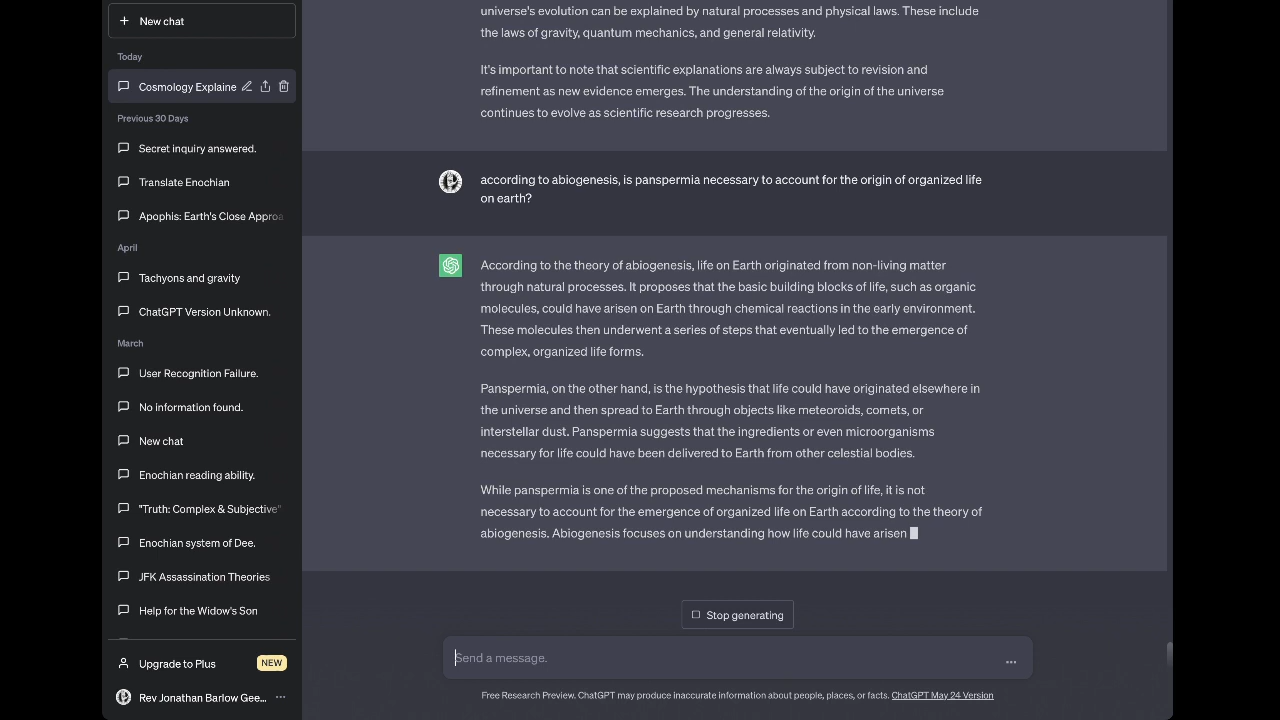 New chat
Today
Cosmology Explaine
Previous 30 Days
Secret inquiry answered.
Translate Enochian
Apophis: Earth's Close Approa
April
Tachyons and gravity
ChatGPT Version Unknown.
March
User Recognition Failure.
No information found.
New chat
Enochian reading ability.
"Truth: Complex & Subjective"
Enochian system of Dee.
JFK Assassination Theories
Help for the Widow's Son
Upgrade to Plus NEW
Rev Jonathan Barlow Gee...
universe's evolution can be explained by natural processes and physical laws. These include
the laws of gravity, quantum mechanics, and general relativity.
It's important to note that scientific explanations are always subject to revision and
refinement as new evidence emerges. The understanding of the origin of the universe
continues to evolve as scientific research progresses.
according to abiogenesis, is panspermia necessary to account for the origin of organized life
on earth?
According to the theory of abiogenesis, life on Earth originated from non-living matter
through natural processes. It proposes that the basic building blocks of life, such as organic
molecules, could have arisen on Earth through chemical reactions in the early environment.
These molecules then underwent a series of steps that eventually led to the emergence of
complex, organized life forms.
Panspermia, on the other hand, is the hypothesis that life could have originated elsewhere in
the universe and then spread to Earth through objects like meteoroids, comets, or
interstellar dust. Panspermia suggests that the ingredients or even microorganisms
necessary for life could have been delivered to Earth from other celestial bodies.
While panspermia is one of the proposed mechanisms for the origin of life, it is not
necessary to account for the emergence of organized life on Earth according to the theory of
abiogenesis. Abiogenesis focuses on understanding how life could have arisen
Stop generating
Send a message.
Free Research Preview. ChatGPT may produce inaccurate information about people, places, or facts. ChatGPT May 24 Version